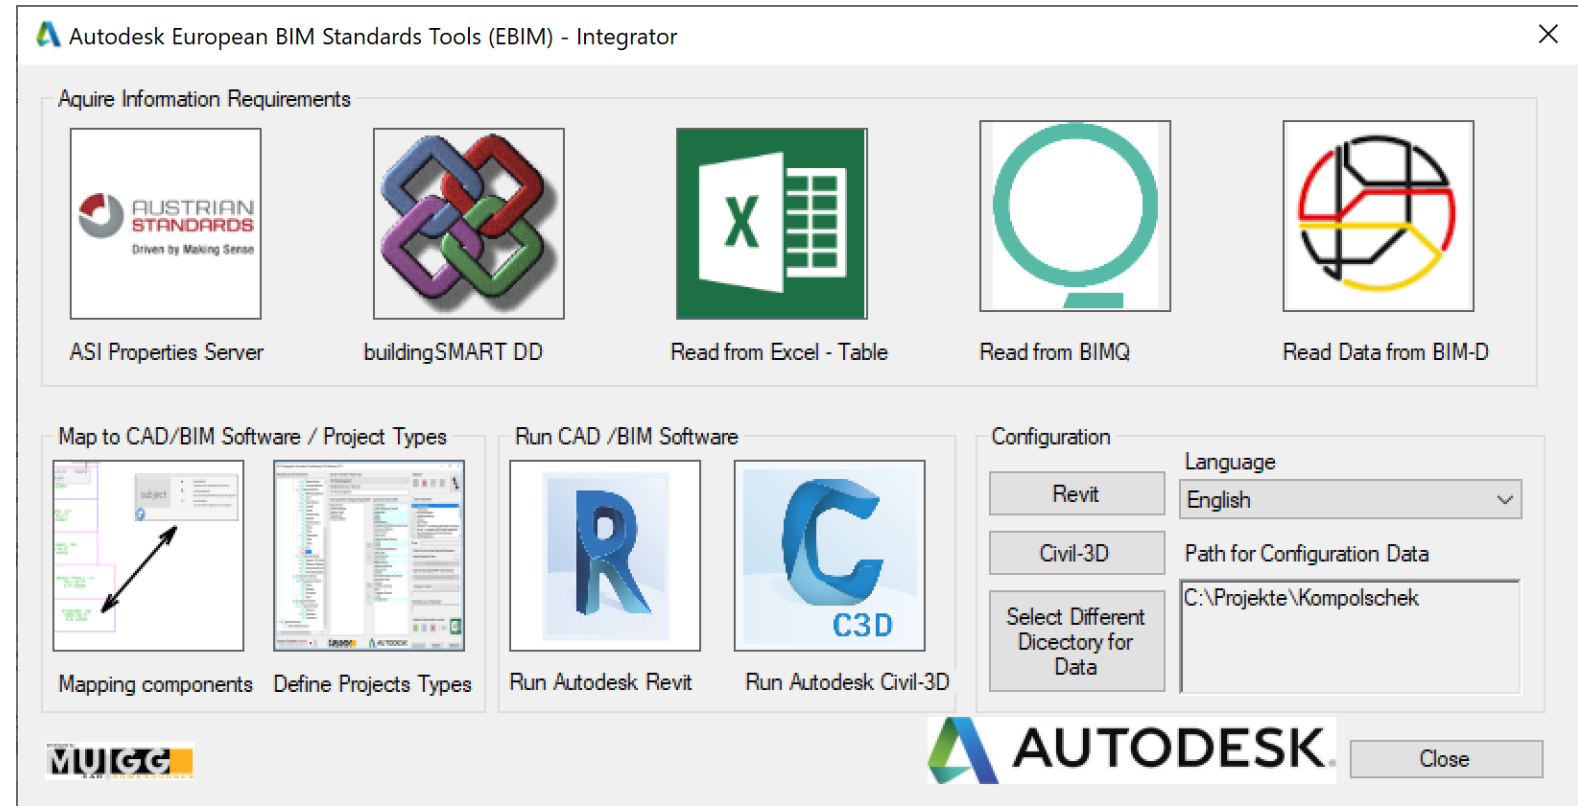 Autodesk European BIM Standards Tools (EBIM) - Integrator
Aquire Information Requirements
AUSTRIAN
STANDARDS
Driven by Making Sense
X
ASI Properties Server
buildingSMART DD
Read from Excel - Table
Read from BIMQ
Read Data from BIM-D
Map to CAD/BIM Software / Project Types
subject
Mapping components
Define Projects Types
Run CAD /BIM Software
R
C
C3D
Run Autodesk Revit
Run Autodesk Civil-3D
Configuration
Revit
Civil-3D
Select Different
Dicectory for
Data
Language
English
Path for Configuration Data
C:\Projekte\Kompolschek
MUIGG
AUTODESK.
Close